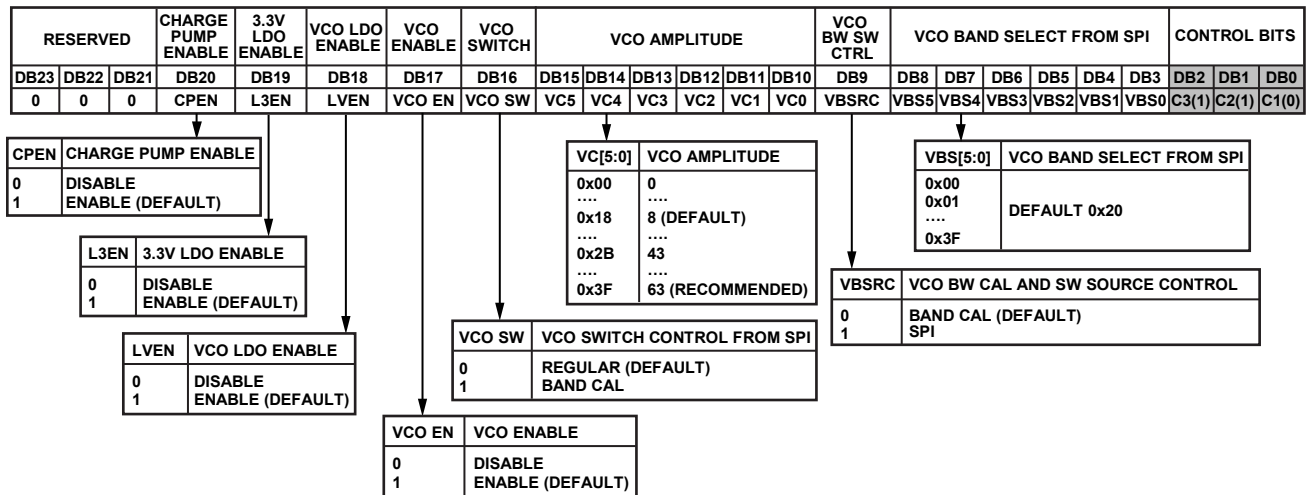 RESERVED CHARGE PUMP ENABLE 3.3V LDO ENABLE VCO LDO ENABLE VCO ENABLE VCO SWITCH VCO AMPLITUDE VCO BW SW CTRL VCO BAND SELECT FROM SPI CONTROL BITS
DB23 DB22 DB21 DB20 DB19 DB18 DB17 DB16 DB15 DB14 DB13 DB12 DB11 DB10 DB9 DB8 DB7 DB6 DB5 DB4 DB3 DB2 DB1 DB0
0 0 0 CPEN L3EN LVEN VCO EN VCO SW VC5 VC4 VC3 VC2 VC1 VC0 VBSRC VBS5 VBS4 VBS3 VBS2 VBS1 VBS0 C3(1) C2(1) C1(0)
CPEN CHARGE PUMP ENABLE
0 DISABLE
1 ENABLE (DEFAULT)
L3EN 3.3V LDO ENABLE
0 DISABLE
1 ENABLE (DEFAULT)
LVEN VCO LDO ENABLE
0 DISABLE
1 ENABLE (DEFAULT)
VCO EN VCO ENABLE
0 DISABLE
1 ENABLE (DEFAULT)
VCO SW VCO SWITCH CONTROL FROM SPI
0 REGULAR (DEFAULT)
1 BAND CAL
VC[5:0] VCO AMPLITUDE
0x00 0
.... ....
0x18 8 (DEFAULT)
.... ....
0x2B 43
.... ....
0x3F 63 (RECOMMENDED)
VBSRC VCO BW CAL AND SW SOURCE CONTROL
0 BAND CAL (DEFAULT)
1 SPI
VBS[5:0] VCO BAND SELECT FROM SPI
0x00
0x01
....
0x3F
DEFAULT 0x20